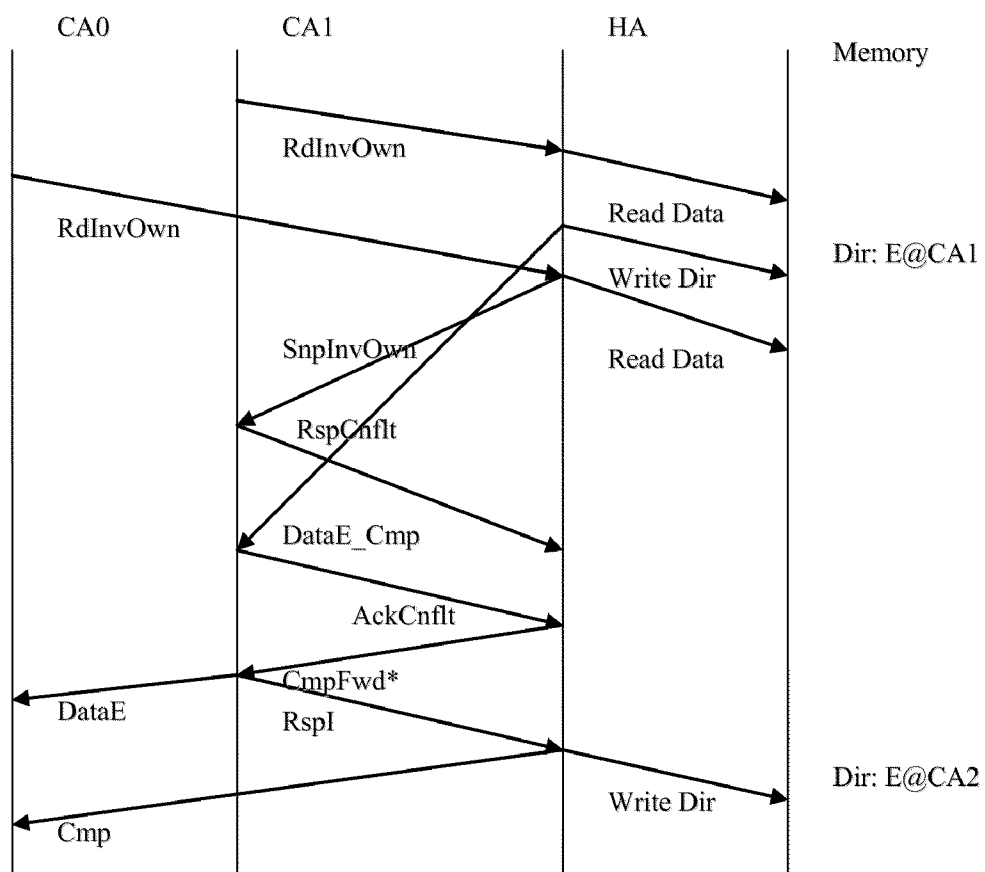 CA0 CA1 HA
Memory
RdInvOwn
Read Data
RdInvOwn
Dir: E@CA1
Write Dir
SnpInvOwn
Read Data
RspCnflt
DataE_Cmp
AckCnflt
CmpFwd*
DataE
RspI
Dir: E@CA2
Write Dir
Cmp